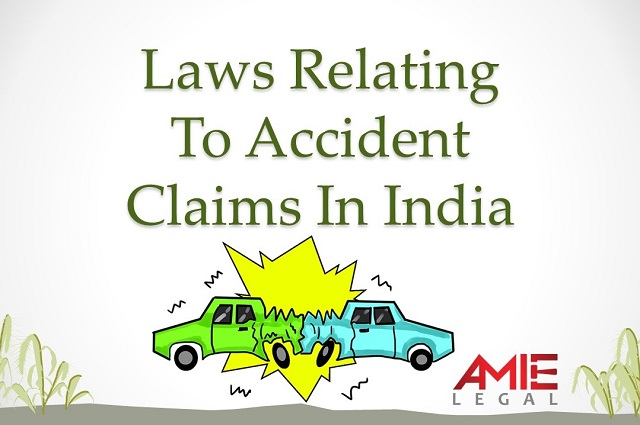 Laws Relating
To Accident
Claims In India
AMIE
LEGAL